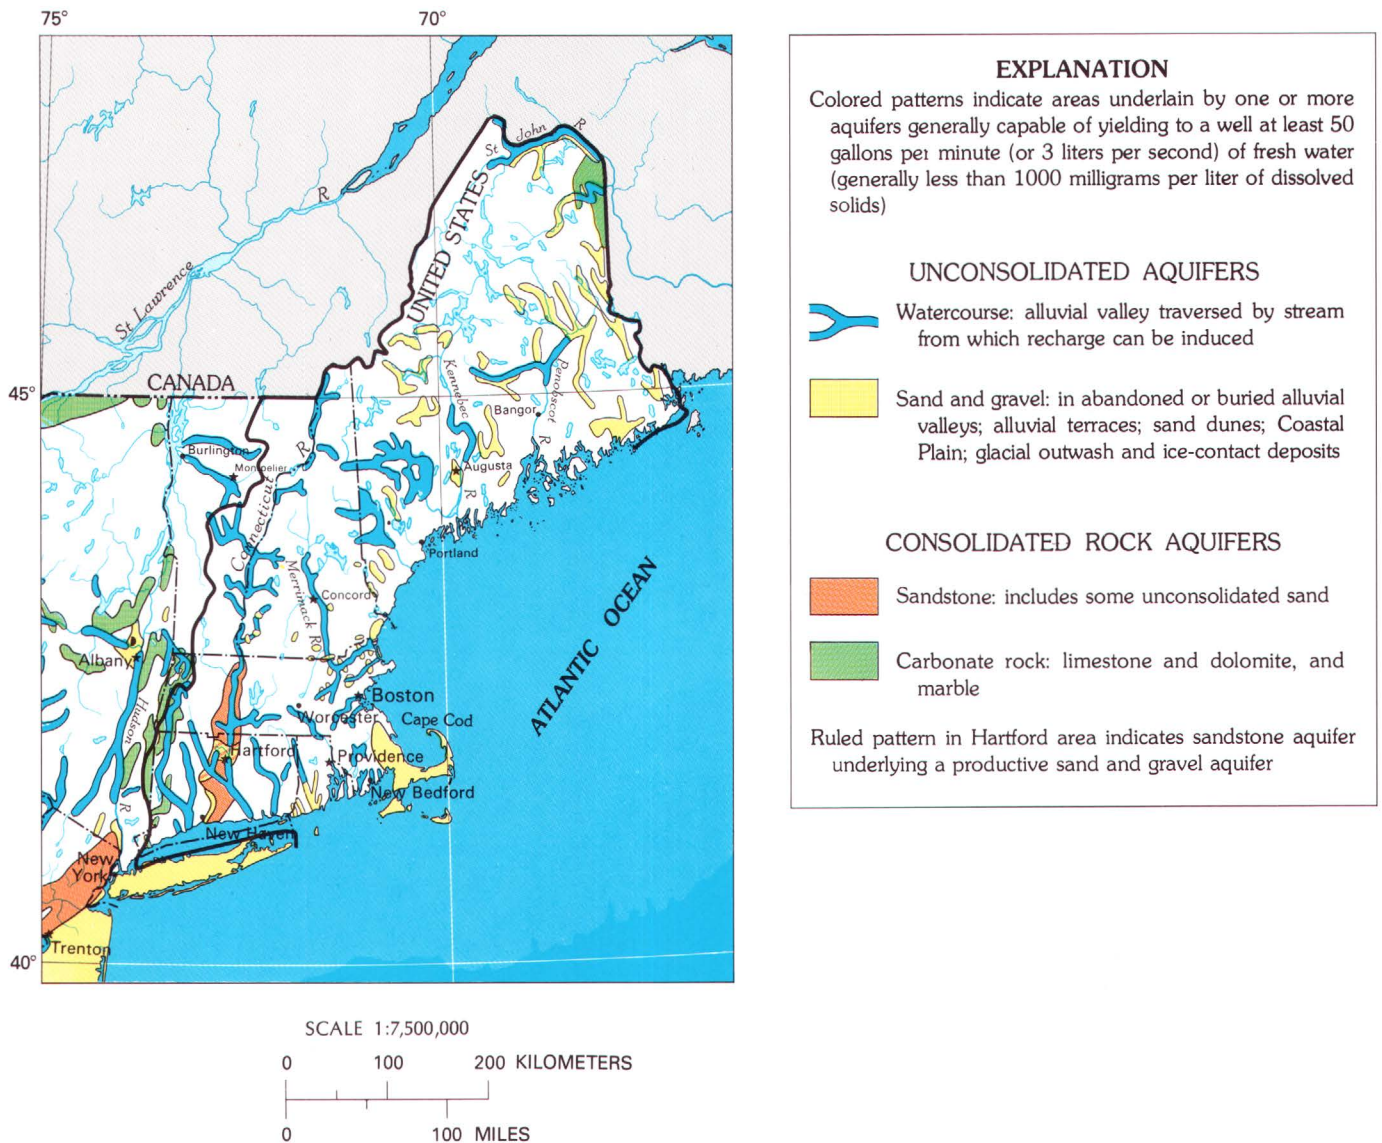 75°
70°
St John R
R
UNITED STATES
St Lawrence
CANADA
45°
Kennebec
R
Penobscot
R
Bangor
Burlington
Montpelier
R
Augusta
Connecticut
Portland
Merrimack R
Concord
ATLANTIC OCEAN
Albany
Boston
Hudson
R
Worcester
Cape Cod
Hartford
Providence
New Bedford
New Haven
New
York
Trenton
40°
SCALE 1:7,500,000
0 100 200 KILOMETERS
0 100 MILES
EXPLANATION
Colored patterns indicate areas underlain by one or more
aquifers generally capable of yielding to a well at least 50
gallons per minute (or 3 liters per second) of fresh water
(generally less than 1000 milligrams per liter of dissolved
solids)
UNCONSOLIDATED AQUIFERS
Watercourse: alluvial valley traversed by stream
from which recharge can be induced
Sand and gravel: in abandoned or buried alluvial
valleys; alluvial terraces; sand dunes; Coastal
Plain; glacial outwash and ice-contact deposits
CONSOLIDATED ROCK AQUIFERS
Sandstone: includes some unconsolidated sand
Carbonate rock: limestone and dolomite, and
marble
Ruled pattern in Hartford area indicates sandstone aquifer
underlying a productive sand and gravel aquifer